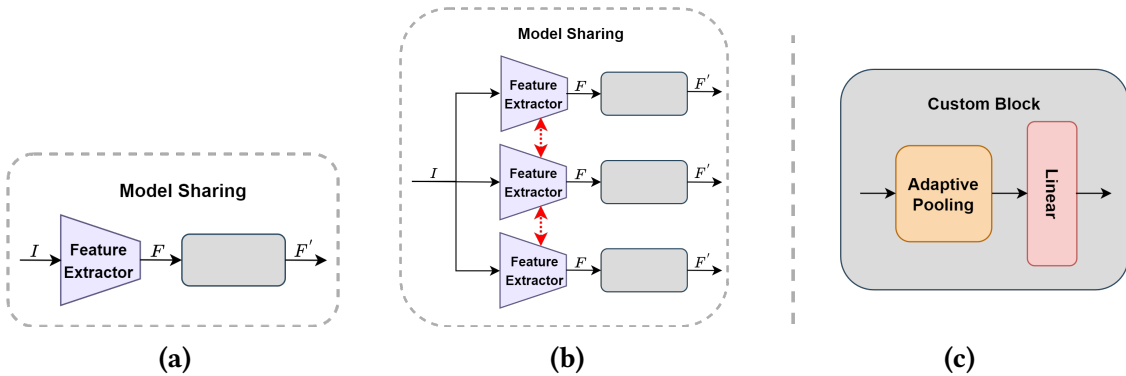 Model Sharing
I
Feature
Extractor
F
F'
(a)
Model Sharing
Feature
Extractor
F
F'
I
Feature
Extractor
F
F'
Feature
Extractor
F
F'
(b)
Custom Block
Adaptive
Pooling
Linear
(c)